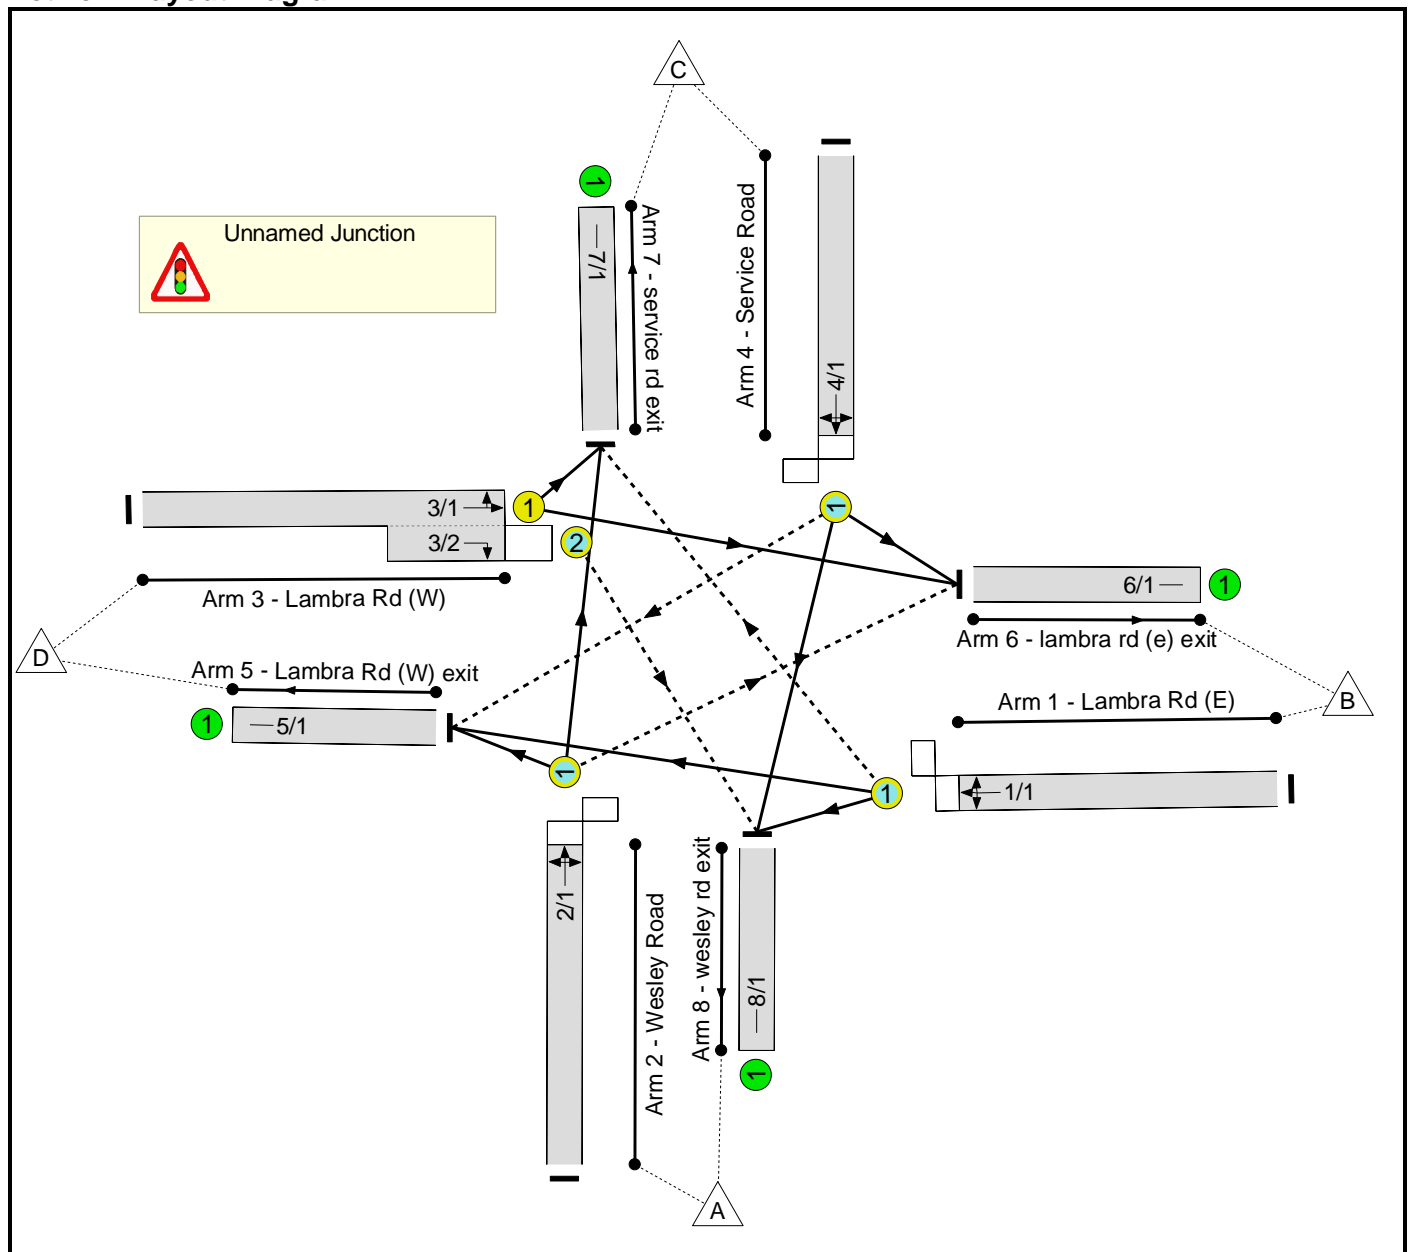 C
1
Unnamed Junction
7/1
Arm 7 - service rd exit
Arm 4 - Service Road
4/1
3/1
1
1
3/2
2
Arm 3 - Lambra Rd (W)
6/1
1
Arm 6 - lambra rd (e) exit
D
Arm 5 - Lambra Rd (W) exit
Arm 1 - Lambra Rd (E)
B
1
5/1
1
1
1/1
2/1
Arm 2 - Wesley Road
Arm 8 - wesley rd exit
8/1
1
A